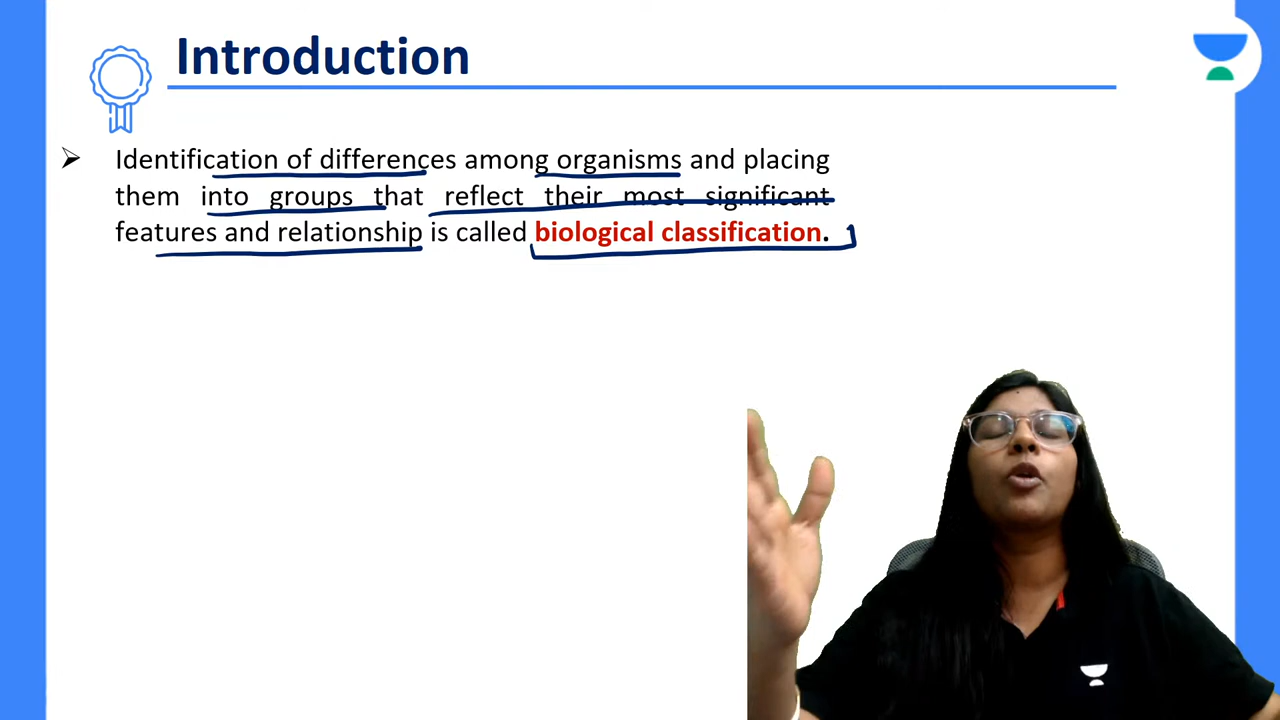 Introduction
➢ Identification of differences among organisms and placing
them into groups that reflect their most significant
features and relationship is called biological classification.